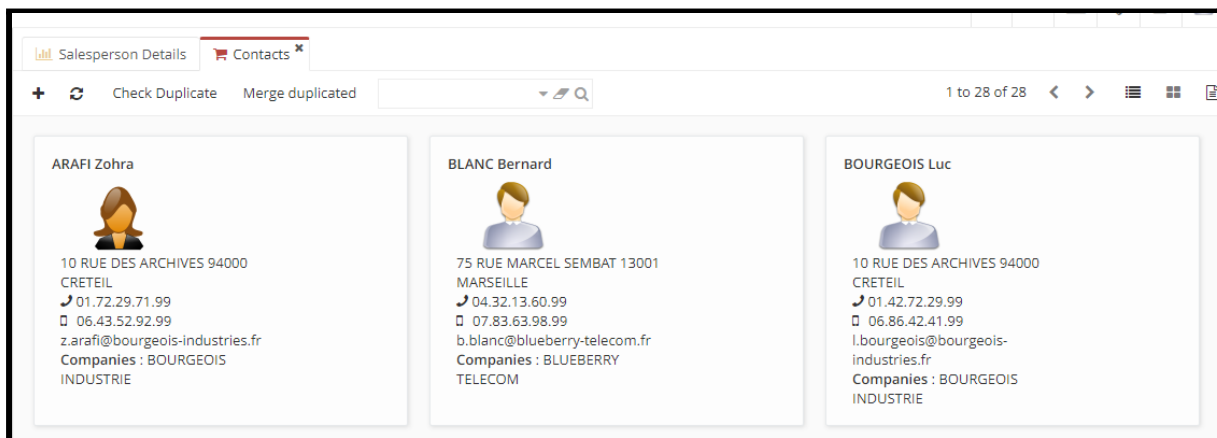 Salesperson Details Contacts
Check Duplicate Merge duplicated 1 to 28 of 28
ARAFI Zohra
10 RUE DES ARCHIVES 94000
CRETEIL
01.72.29.71.99
06.43.52.92.99
z.arafi@bourgeois-industries.fr
Companies : BOURGEOIS
INDUSTRIE
BLANC Bernard
75 RUE MARCEL SEMBAT 13001
MARSEILLE
04.32.13.60.99
07.83.63.98.99
b.blanc@blueberry-telecom.fr
Companies : BLUEBERRY
TELECOM
BOURGEOIS Luc
10 RUE DES ARCHIVES 94000
CRETEIL
01.42.72.29.99
06.86.42.41.99
l.bourgeois@bourgeois-
industries.fr
Companies : BOURGEOIS
INDUSTRIE